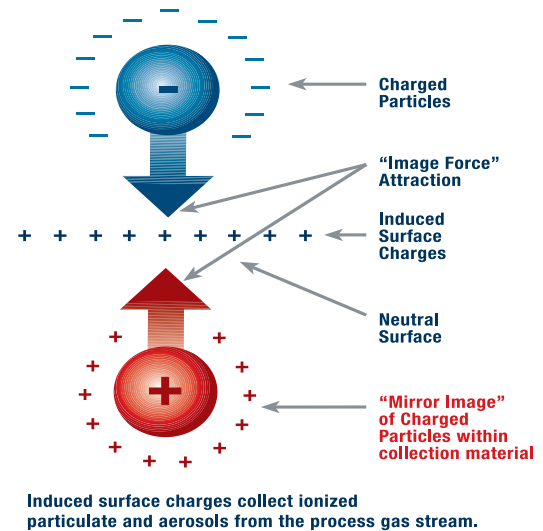 Charged
Particles
“Image Force”
Attraction
Induced
Surface
Charges
Neutral
Surface
“Mirror Image”
of Charged
Particles within
collection material
Induced surface charges collect ionized
particulate and aerosols from the process gas stream.